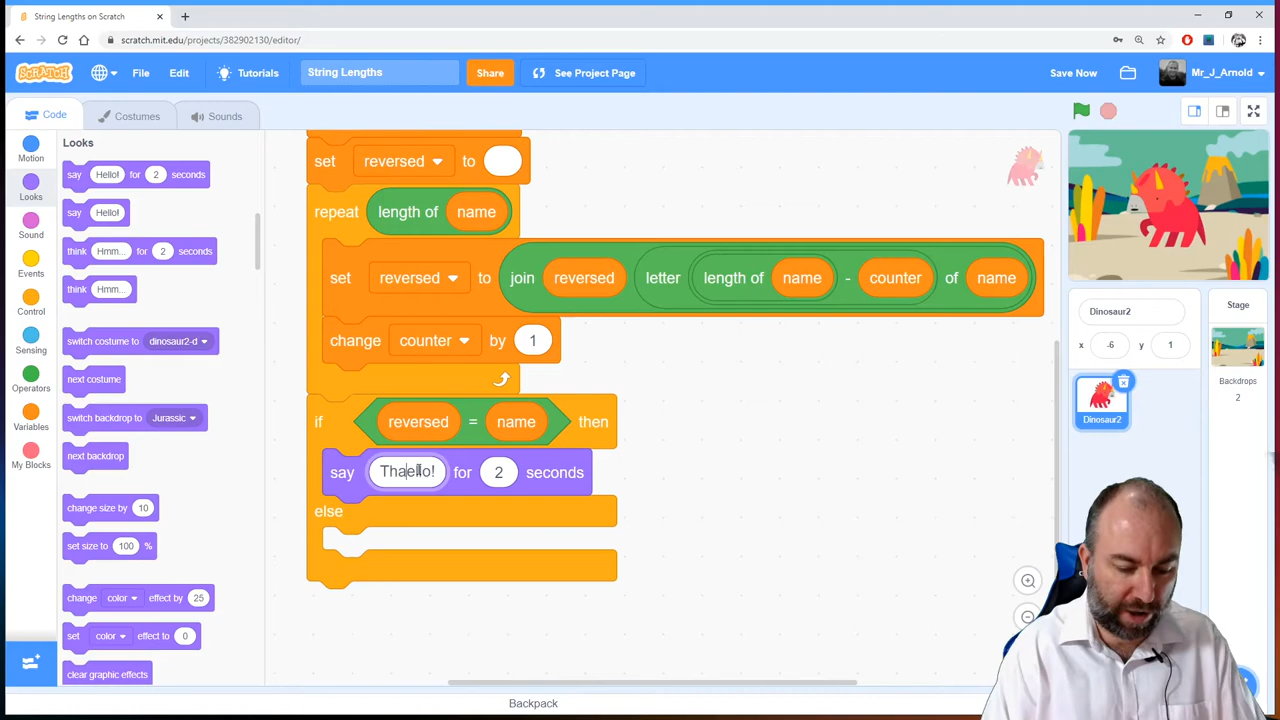 String Lengths on Scratch
scratch.mit.edu/projects/382902130/editor/
SCRATCH File Edit Tutorials String Lengths Share See Project Page Save Now Mr_J_Arnold
Code Costumes Sounds
Motion
Looks
Sound
Events
Control
Sensing
Operators
Variables
My Blocks
Looks
say Hello! for 2 seconds
say Hello!
think Hmm... for 2 seconds
think Hmm...
switch costume to dinosaur2-d
next costume
switch backdrop to Jurassic
next backdrop
change size by 10
set size to 100 %
change color effect by 25
set color effect to 0
clear graphic effects
set reversed to
repeat length of name
set reversed to join reversed letter length of name - counter of name
change counter by 1
if reversed = name then
say Thaello! for 2 seconds
else
Dinosaur2
x -6 y 1
Dinosaur2
Stage
Backdrops
2
Backpack